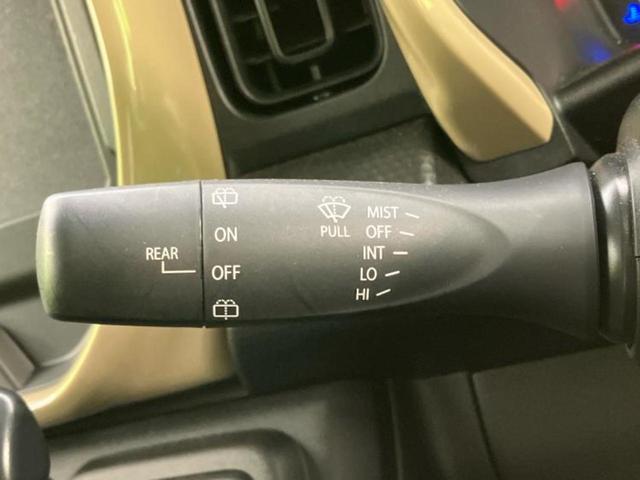 REAR
ON
OFF
PULL
MIST
OFF
INT
LO
HI